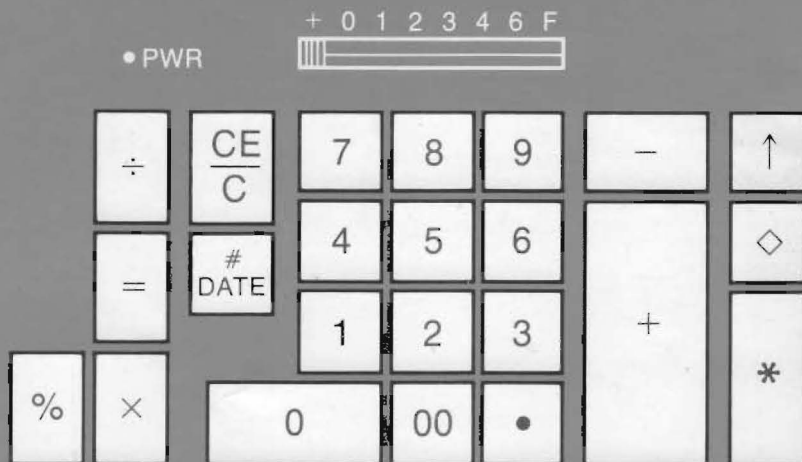 + 0 1 2 3 4 6 F
• PWR
÷ CE/C 7 8 9 − ↑
4 5 6 ◇
= # DATE
1 2 3 + *
% × 0 00 •